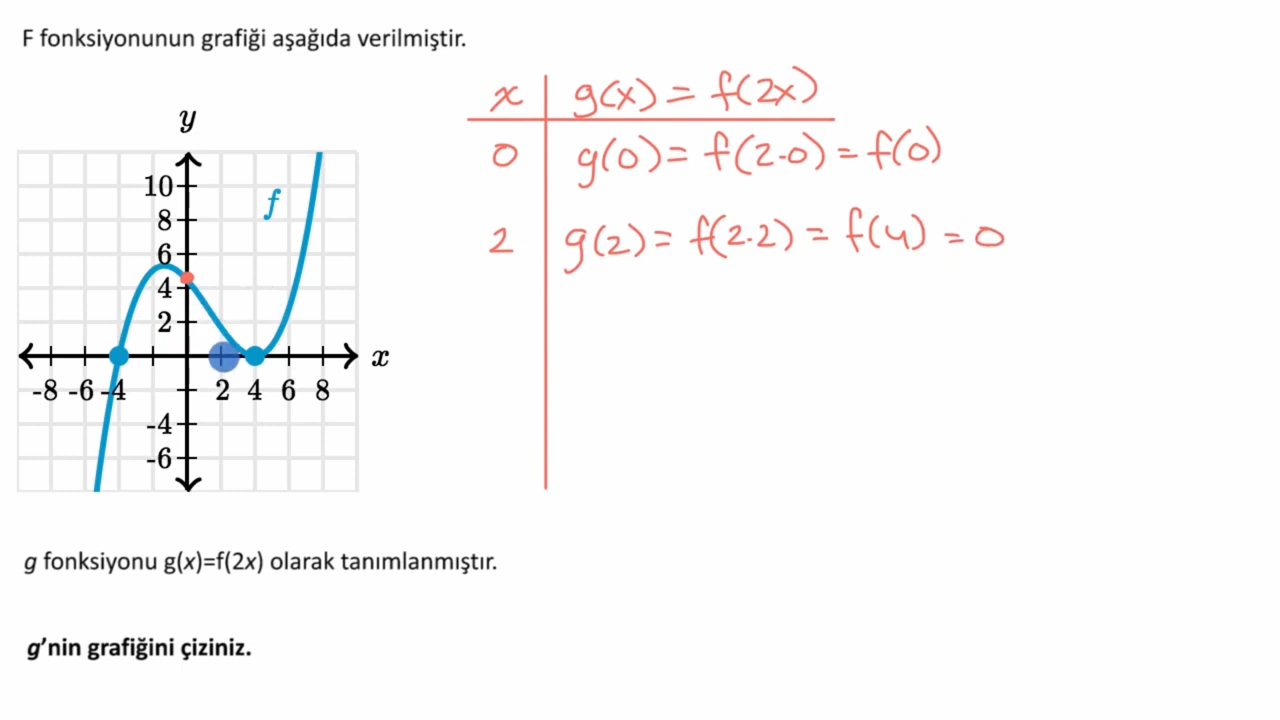 F fonksiyonunun grafiği aşağıda verilmiştir.
x g(x) = f(2x)
0 g(0) = f(2·0) = f(0)
2 g(2) = f(2·2) = f(4) = 0
y
f
10
8
6
4
2
x
-8 -6 -4 2 4 6 8
-4
-6
g fonksiyonu g(x)=f(2x) olarak tanımlanmıştır.
g’nin grafiğini çiziniz.